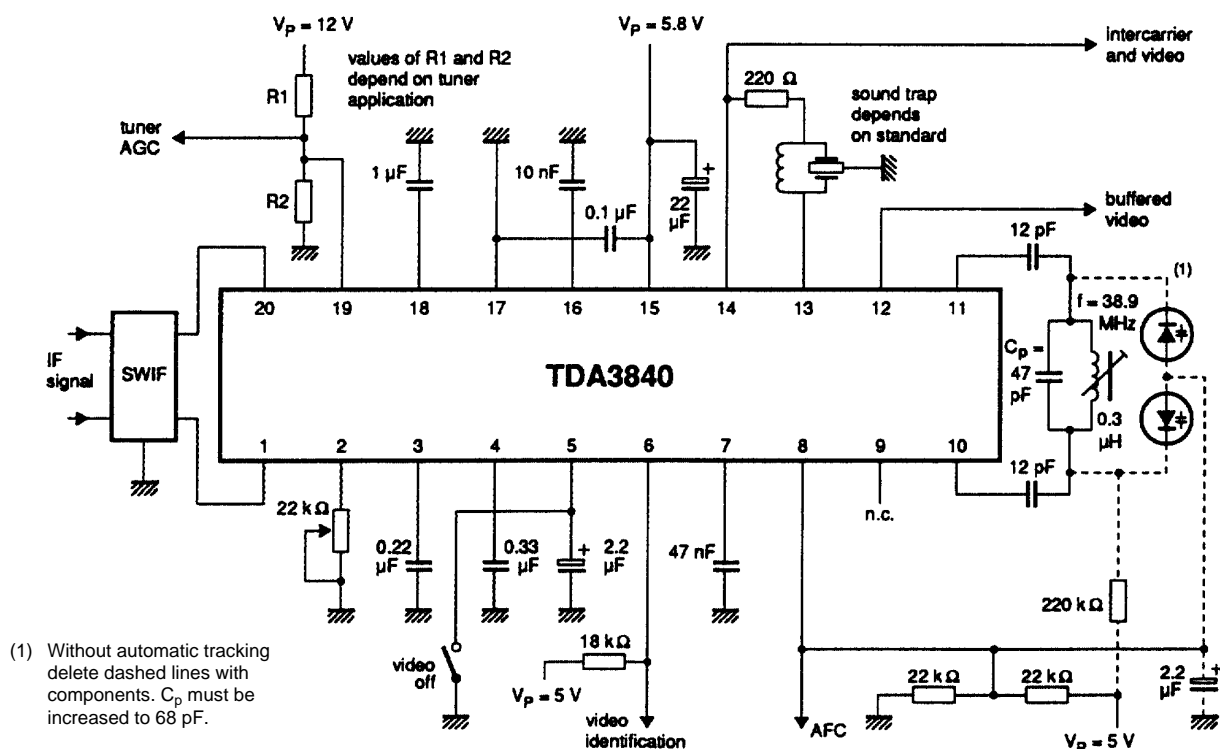 V_P = 12 V
V_P = 5.8 V
intercarrier
and video
values of R1 and R2
depend on tuner
application
220 Ω
sound trap
depends
on standard
R1
tuner
AGC
1 µF
10 nF
R2
0.1 µF
22
µF
buffered
video
12 pF
(1)
20
19
18
17
16
15
14
13
12
11
f = 38.9
MHz
IF
signal
SWIF
TDA3840
C_p =
47
pF
0.3
µH
1
2
3
4
5
6
7
8
9
10
12 pF
22 kΩ
n.c.
0.22
µF
0.33
µF
2.2
µF
47 nF
220 kΩ
(1) Without automatic tracking
delete dashed lines with
components. C_p must be
increased to 68 pF.
video
off
18 kΩ
V_P = 5 V
video
identification
AFC
22 kΩ
22 kΩ
2.2
µF
V_P = 5 V